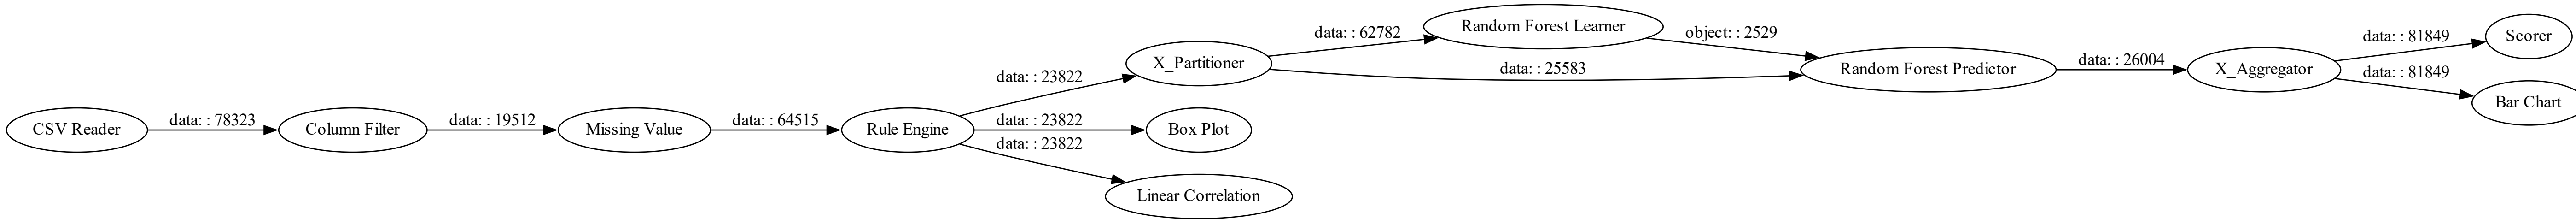 CSV Reader
data: : 78323
Column Filter
data: : 19512
Missing Value
data: : 64515
Rule Engine
data: : 23822
data: : 23822
data: : 23822
X_Partitioner
Box Plot
Linear Correlation
data: : 62782
data: : 25583
Random Forest Learner
object: : 2529
Random Forest Predictor
data: : 26004
X_Aggregator
data: : 81849
data: : 81849
Scorer
Bar Chart